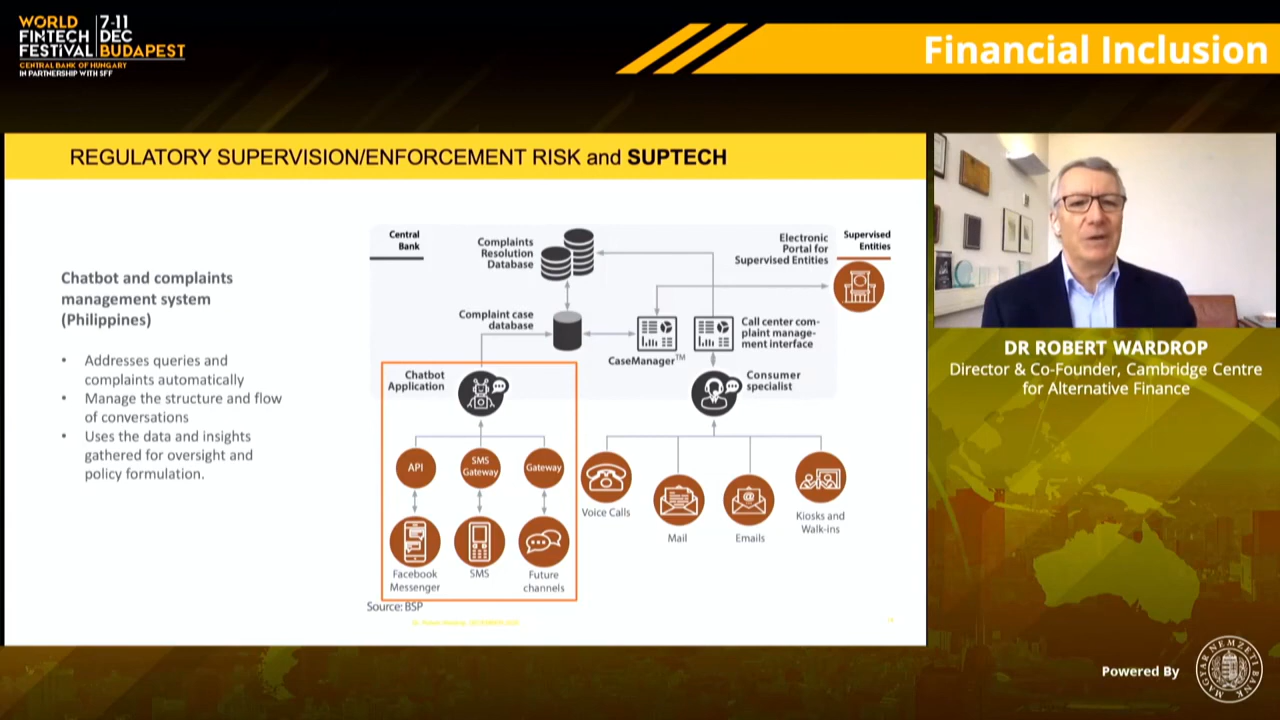 WORLD
FINTECH
FESTIVAL
7-11
DEC
BUDAPEST
CENTRAL BANK OF HUNGARY
IN PARTNERSHIP WITH SFF
Financial Inclusion
REGULATORY SUPERVISION/ENFORCEMENT RISK and SUPTECH
Chatbot and complaints
management system
(Philippines)
• Addresses queries and
complaints automatically
• Manage the structure and flow
of conversations
• Uses the data and insights
gathered for oversight and
policy formulation.
Central
Bank
Complaints
Resolution
Database
Electronic
Portal for
Supervised Entities
Supervised
Entities
Complaint case
database
CaseManager™
Call center com-
plaint manage-
ment interface
Chatbot
Application
Consumer
specialist
API
SMS
Gateway
Gateway
Voice Calls
Mail
Emails
Kiosks and
Walk-ins
Facebook
Messenger
SMS
Future
channels
Source: BSP
DR ROBERT WARDROP
Director & Co-Founder, Cambridge Centre
for Alternative Finance
Powered By
MAGYAR NEMZETI BANK